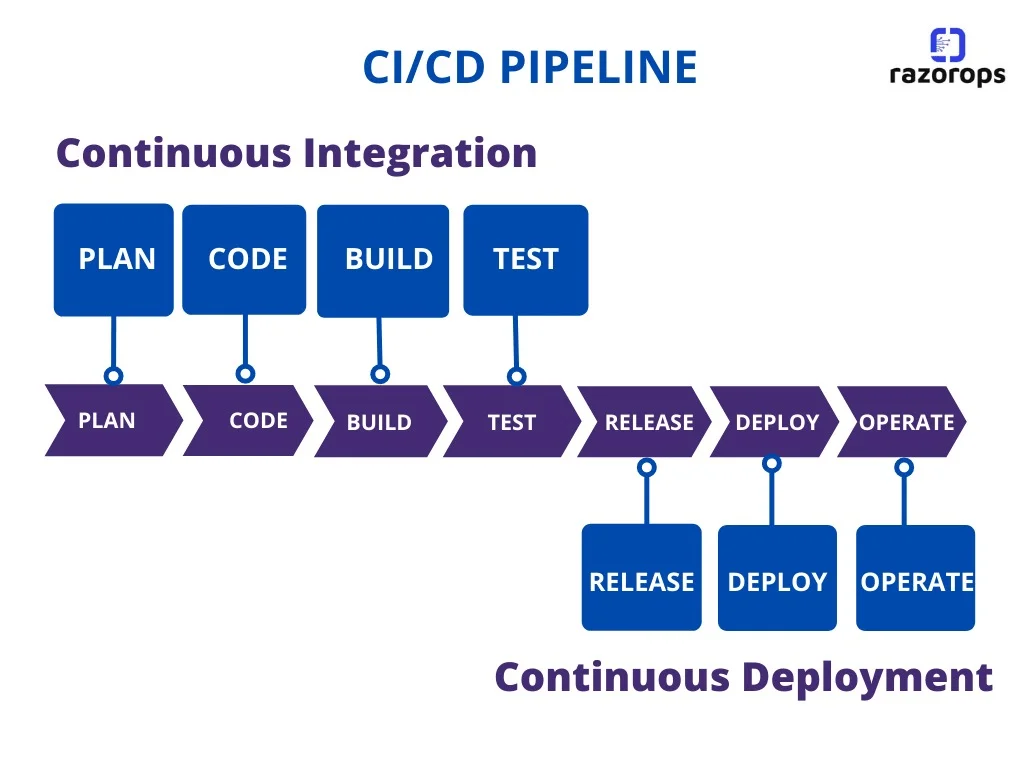 CI/CD PIPELINE
razorops
Continuous Integration
PLAN
CODE
BUILD
TEST
PLAN
CODE
BUILD
TEST
RELEASE
DEPLOY
OPERATE
RELEASE
DEPLOY
OPERATE
Continuous Deployment